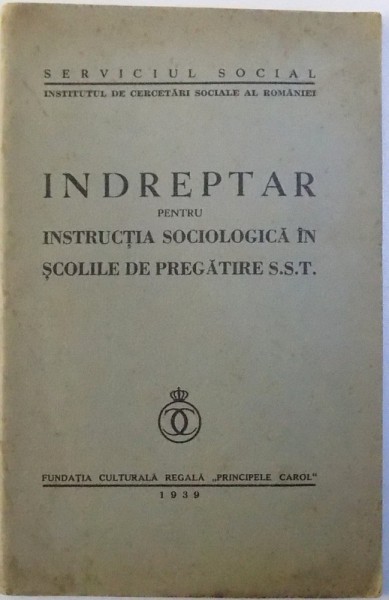 SERVICIUL SOCIAL
INSTITUTUL DE CERCETĂRI SOCIALE AL ROMÂNIEI
INDREPTAR
PENTRU
INSTRUCȚIA SOCIOLOGICĂ ÎN
ȘCOLILE DE PREGĂTIRE S.S.T.
FUNDAȚIA CULTURALĂ REGALĂ „PRINCIPELE CAROL"
1939